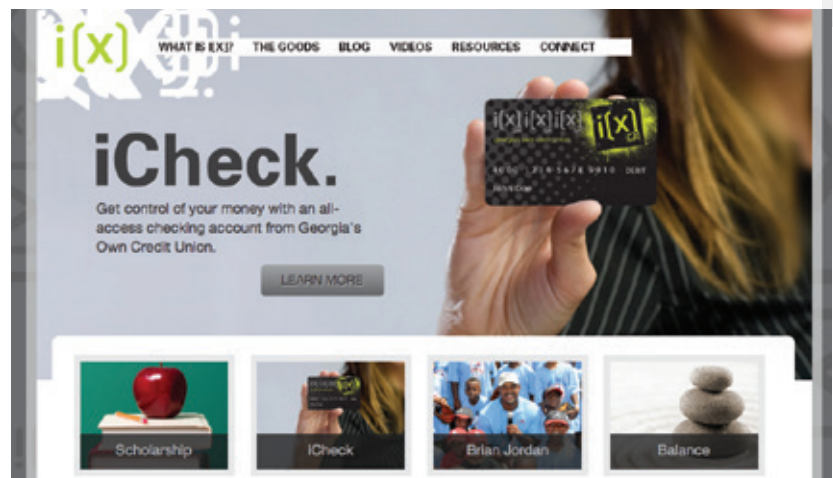 i(x)
WHAT IS I(X)? THE GOODS BLOG VIDEOS RESOURCES CONNECT
i(x) i(x) i(x) i(x)
iCheck.
Get control of your money with an all-
access checking account from Georgia's
Own Credit Union.
LEARN MORE
Scholarship
iCheck
Brian Jordan
Balance